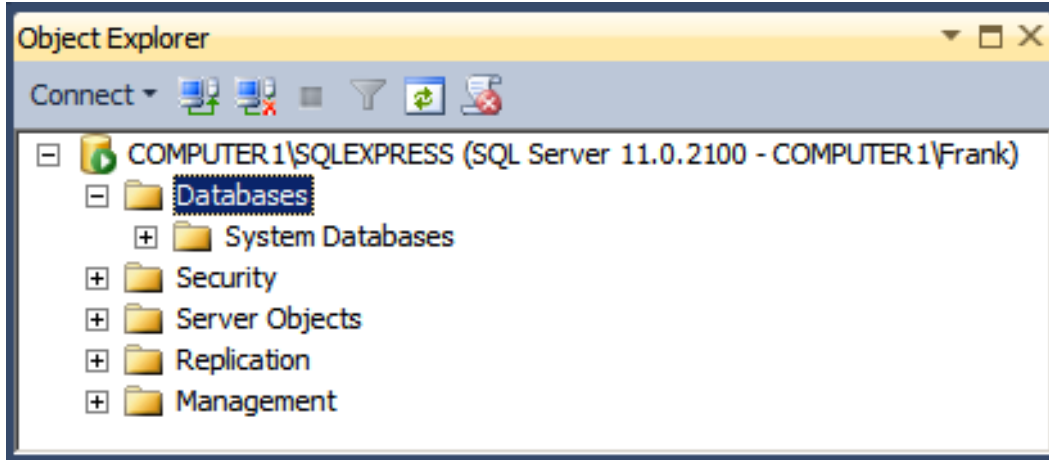 Object Explorer
Connect
COMPUTER1\SQLEXPRESS (SQL Server 11.0.2100 - COMPUTER1\Frank)
Databases
System Databases
Security
Server Objects
Replication
Management